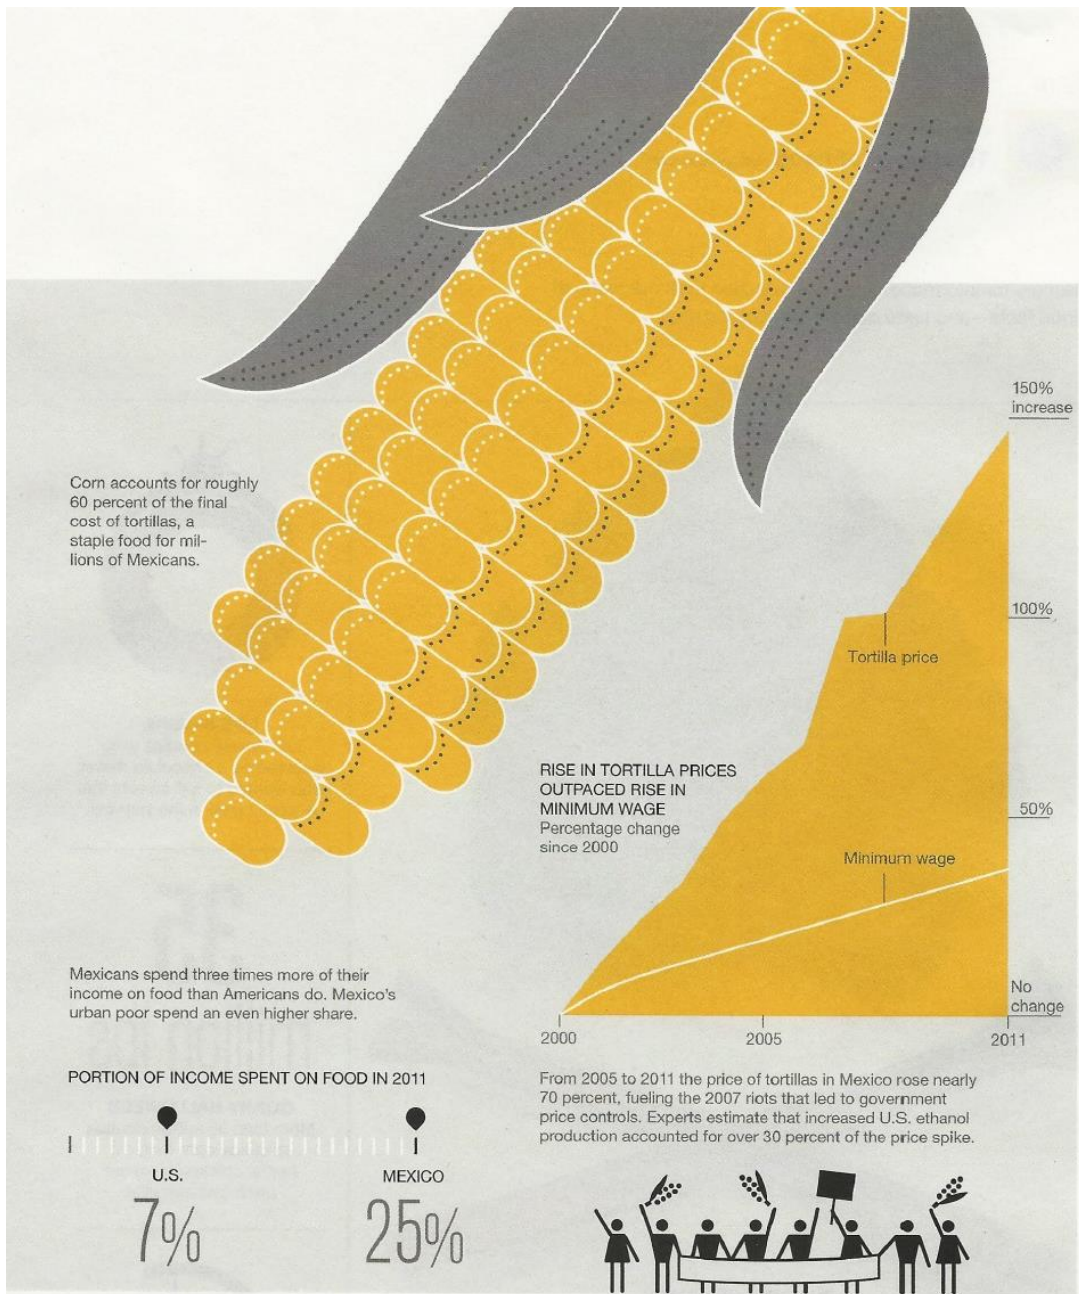 150%
increase
Corn accounts for roughly
60 percent of the final
cost of tortillas, a
staple food for mil-
lions of Mexicans.
100%
Tortilla price
RISE IN TORTILLA PRICES
OUTPACED RISE IN
MINIMUM WAGE
Percentage change
since 2000
50%
Minimum wage
No
change
2000
2005
2011
Mexicans spend three times more of their
income on food than Americans do. Mexico's
urban poor spend an even higher share.
PORTION OF INCOME SPENT ON FOOD IN 2011
U.S.
MEXICO
7%
25%
From 2005 to 2011 the price of tortillas in Mexico rose nearly
70 percent, fueling the 2007 riots that led to government
price controls. Experts estimate that increased U.S. ethanol
production accounted for over 30 percent of the price spike.